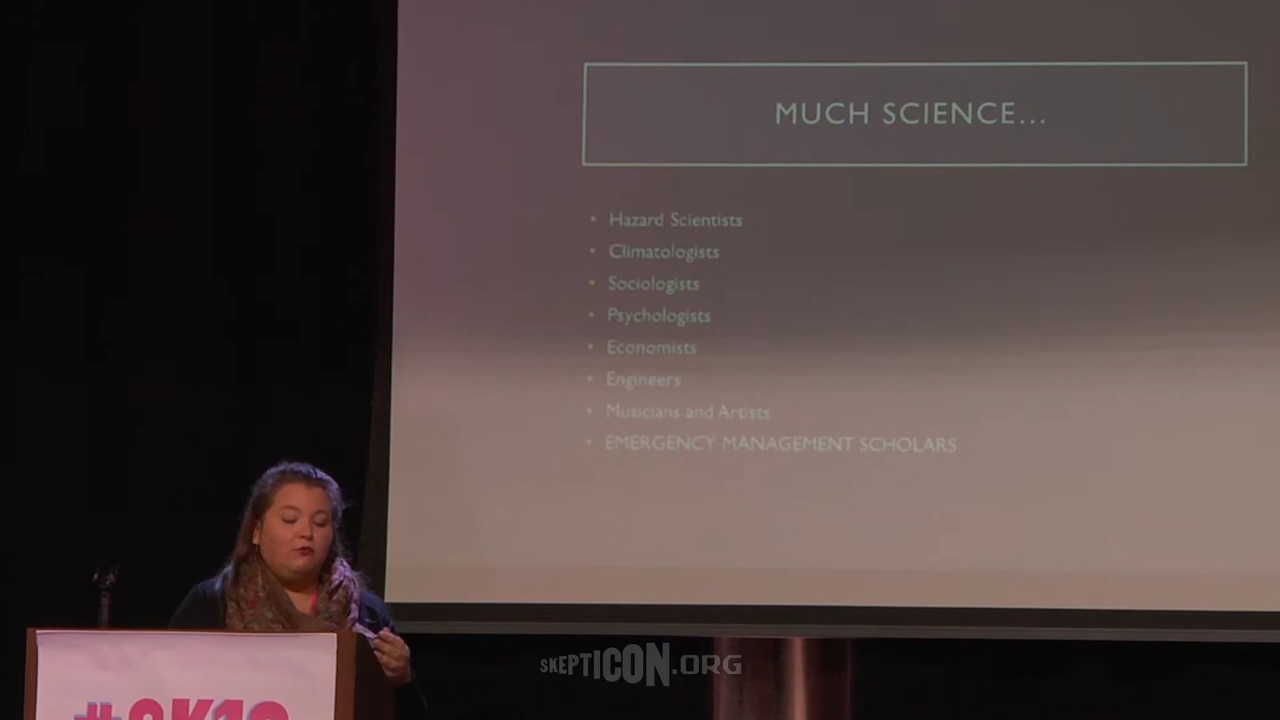 MUCH SCIENCE...
• Hazard Scientists
• Climatologists
• Sociologists
• Psychologists
• Economists
• Engineers
• Musicians and Artists
• EMERGENCY MANAGEMENT SCHOLARS
SKEPTICON.ORG